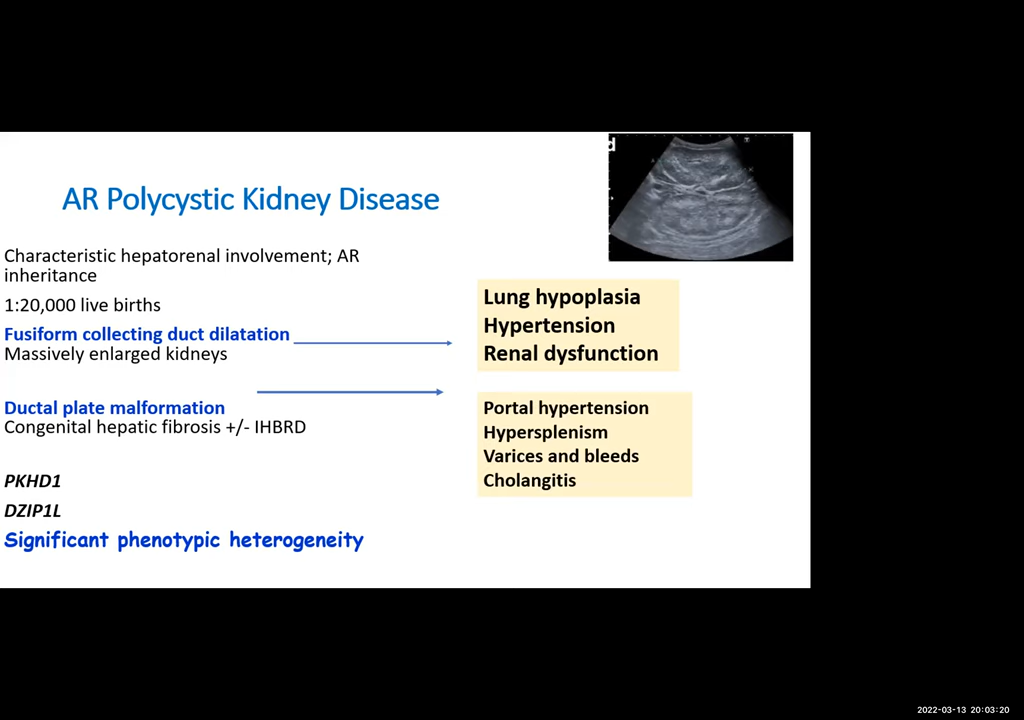 AR Polycystic Kidney Disease
Characteristic hepatorenal involvement; AR
inheritance
1:20,000 live births
Fusiform collecting duct dilatation
Massively enlarged kidneys
Ductal plate malformation
Congenital hepatic fibrosis +/- IHBRD
PKHD1
DZIP1L
Significant phenotypic heterogeneity
d
Lung hypoplasia
Hypertension
Renal dysfunction
Portal hypertension
Hypersplenism
Varices and bleeds
Cholangitis
2022-03-13 20:03:20